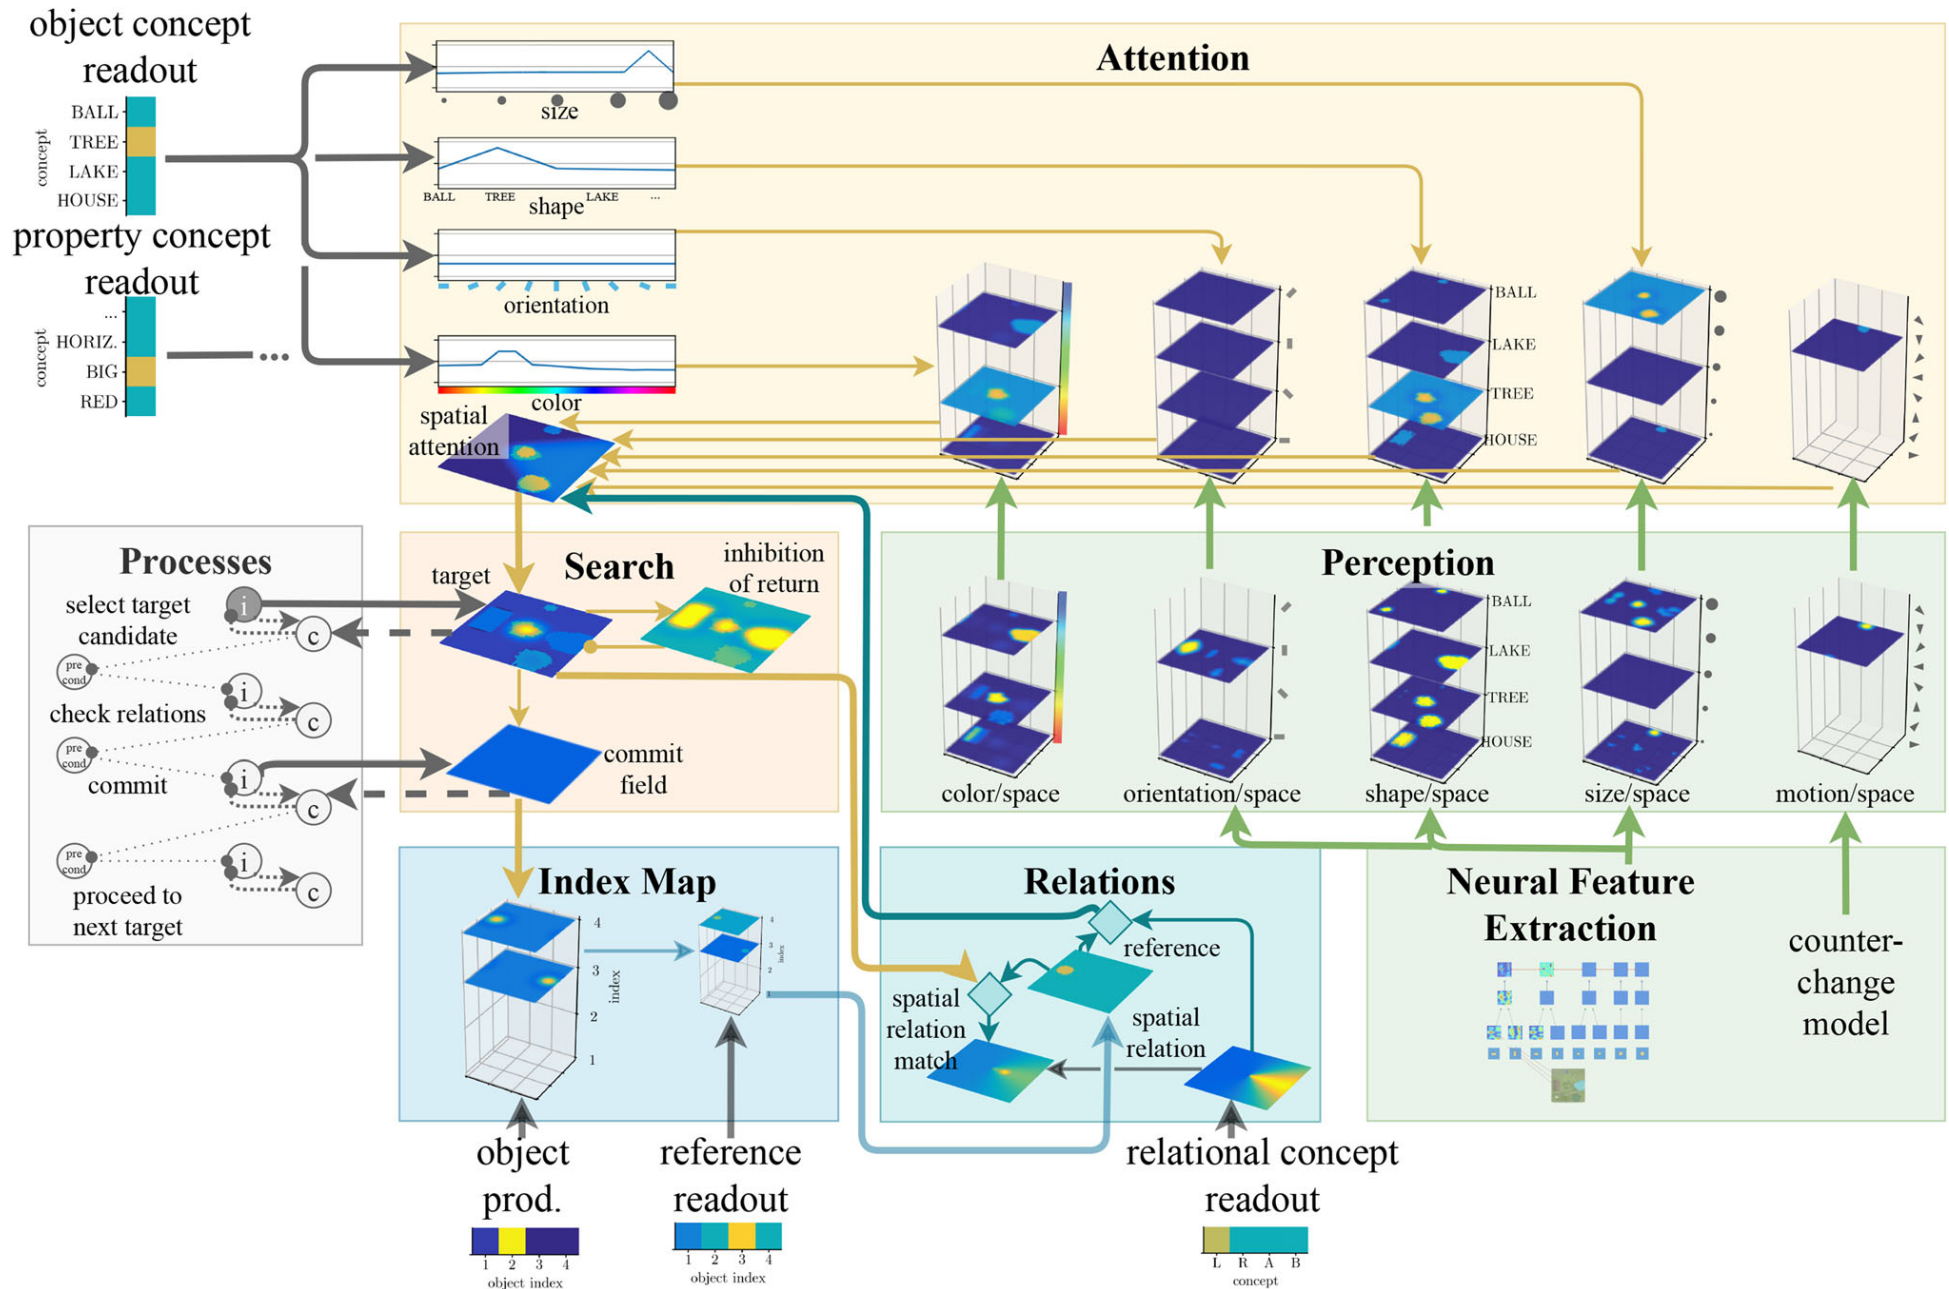 object concept
readout
concept
BALL
TREE
LAKE
HOUSE
property concept
readout
concept
...
HORIZ.
BIG
RED
Attention
size
BALL
TREE
LAKE
...
shape
orientation
color
spatial
attention
BALL
LAKE
TREE
HOUSE
Processes
select target
candidate
i
c
pre
cond
i
c
check relations
pre
cond
i
c
commit
pre
cond
i
c
proceed to
next target
Search
target
inhibition
of return
commit
field
Perception
BALL
LAKE
TREE
HOUSE
color/space
orientation/space
shape/space
size/space
motion/space
Index Map
4
3
2
1
index
4
3
2
1
index
Relations
reference
spatial
relation
match
spatial
relation
Neural Feature
Extraction
counter-
change
model
object
prod.
1 2 3 4
object index
reference
readout
1 2 3 4
object index
relational concept
readout
L R A B
concept